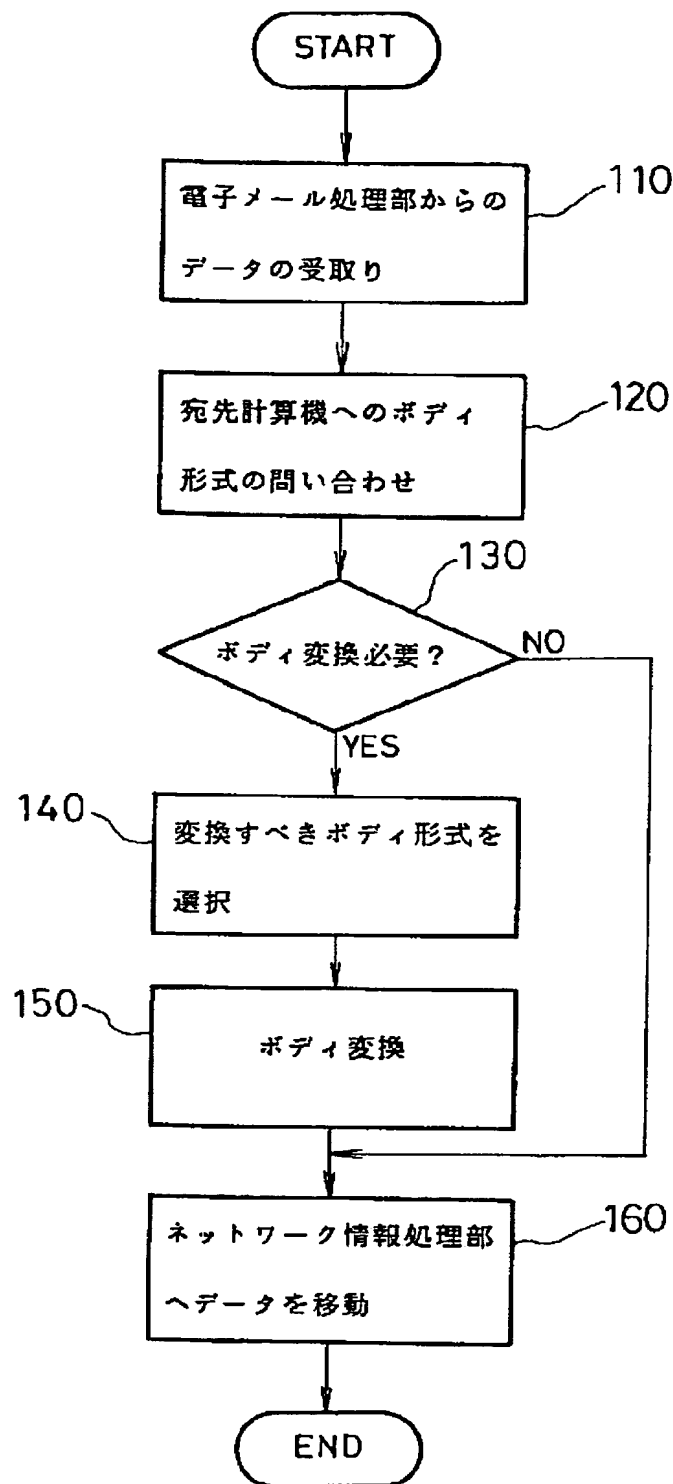 START
電子メール処理部からの
データの受取り
110
宛先計算機へのボディ
形式の問い合わせ
120
130
ボディ変換必要?
NO
YES
140
変換すべきボディ形式を
選択
150
ボディ変換
ネットワーク情報処理部
へデータを移動
160
END